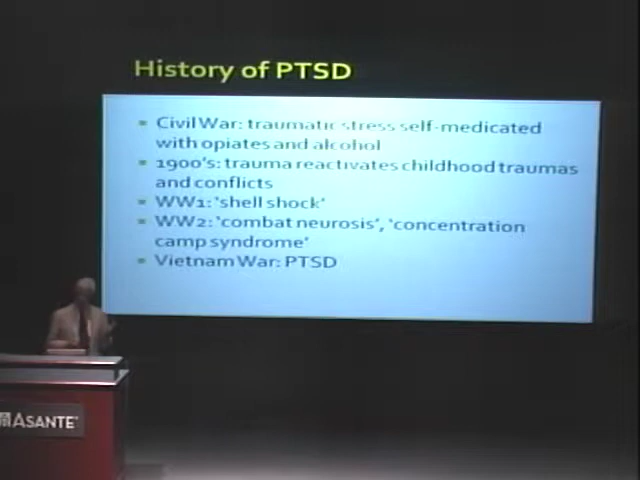 History of PTSD
Civil War: traumatic stress self-medicated
with opiates and alcohol
1900's: trauma reactivates childhood traumas
and conflicts
WW1: 'shell shock'
WW2: 'combat neurosis', 'concentration
camp syndrome'
Vietnam War: PTSD
ASANTE